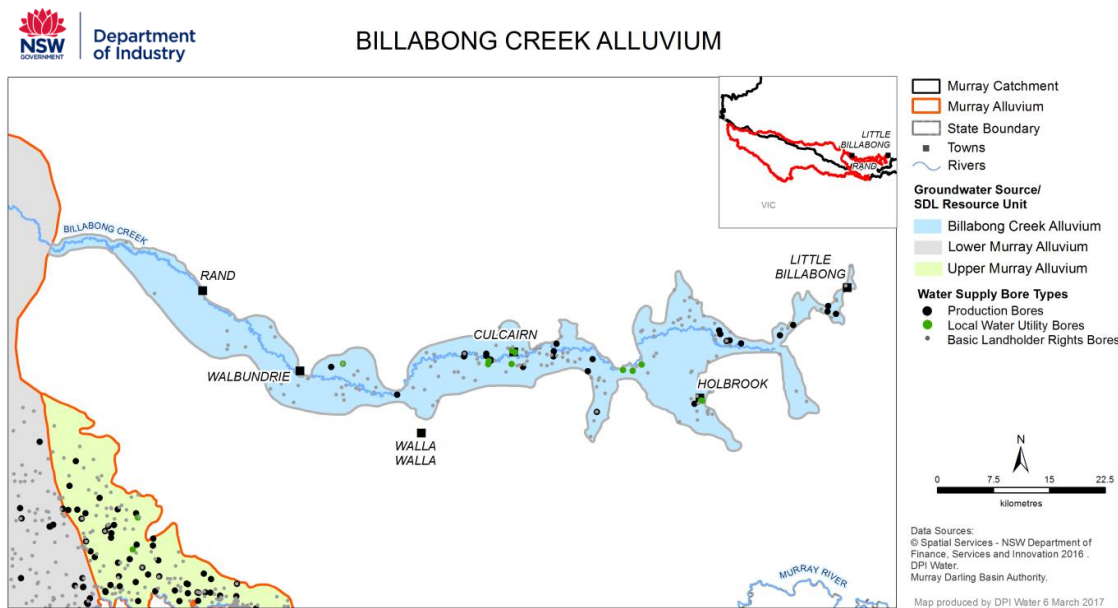 NSW
GOVERNMENT
Department
of Industry
BILLABONG CREEK ALLUVIUM
LITTLE
BILLABONG
RAND
VIC
BILLABONG CREEK
RAND
LITTLE
BILLABONG
CULCAIRN
WALBUNDRIE
HOLBROOK
WALLA
WALLA
MURRAY RIVER
Murray Catchment
Murray Alluvium
State Boundary
Towns
Rivers
Groundwater Source/
SDL Resource Unit
Billabong Creek Alluvium
Lower Murray Alluvium
Upper Murray Alluvium
Water Supply Bore Types
Production Bores
Local Water Utility Bores
Basic Landholder Rights Bores
N
0 7.5 15 22.5
kilometres
Data Sources:
© Spatial Services - NSW Department of
Finance, Services and Innovation 2016 .
DPI Water.
Murray Darling Basin Authority.
Map produced by DPI Water 6 March 2017